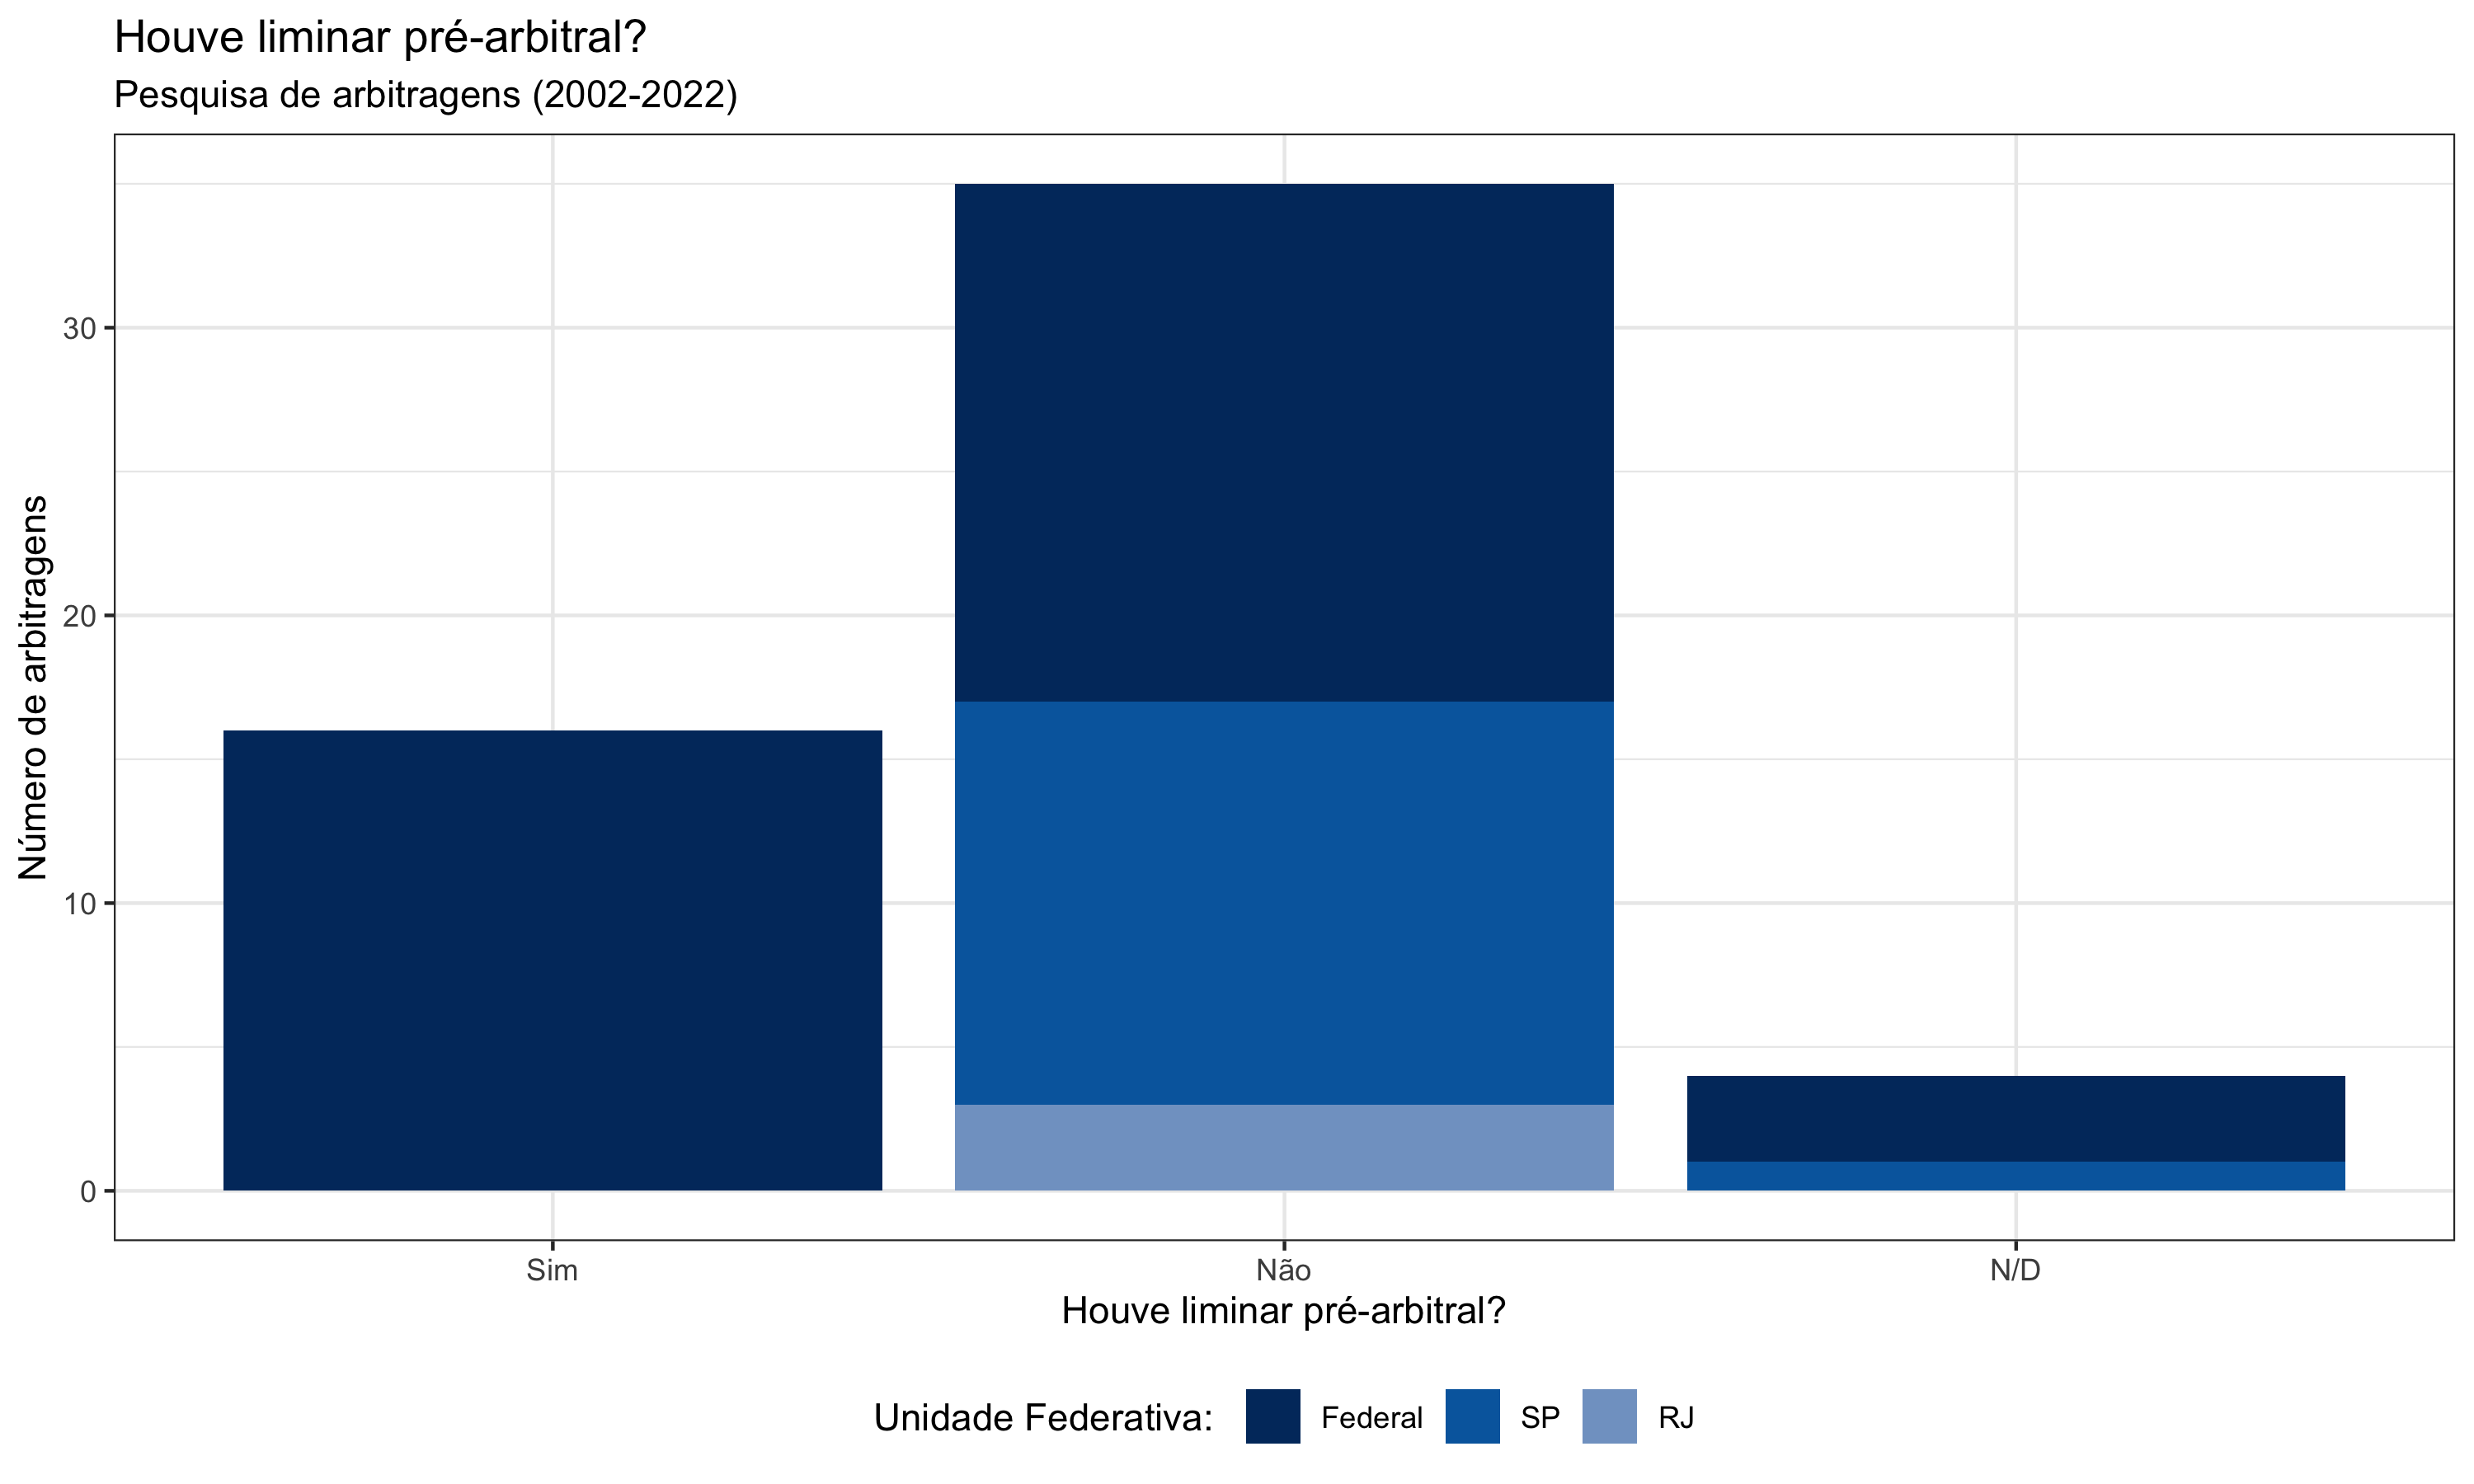 Houve liminar pré-arbitral?
Pesquisa de arbitragens (2002-2022)
Número de arbitragens
30
20
10
0
Sim Não N/D
Houve liminar pré-arbitral?
Unidade Federativa: Federal SP RJ